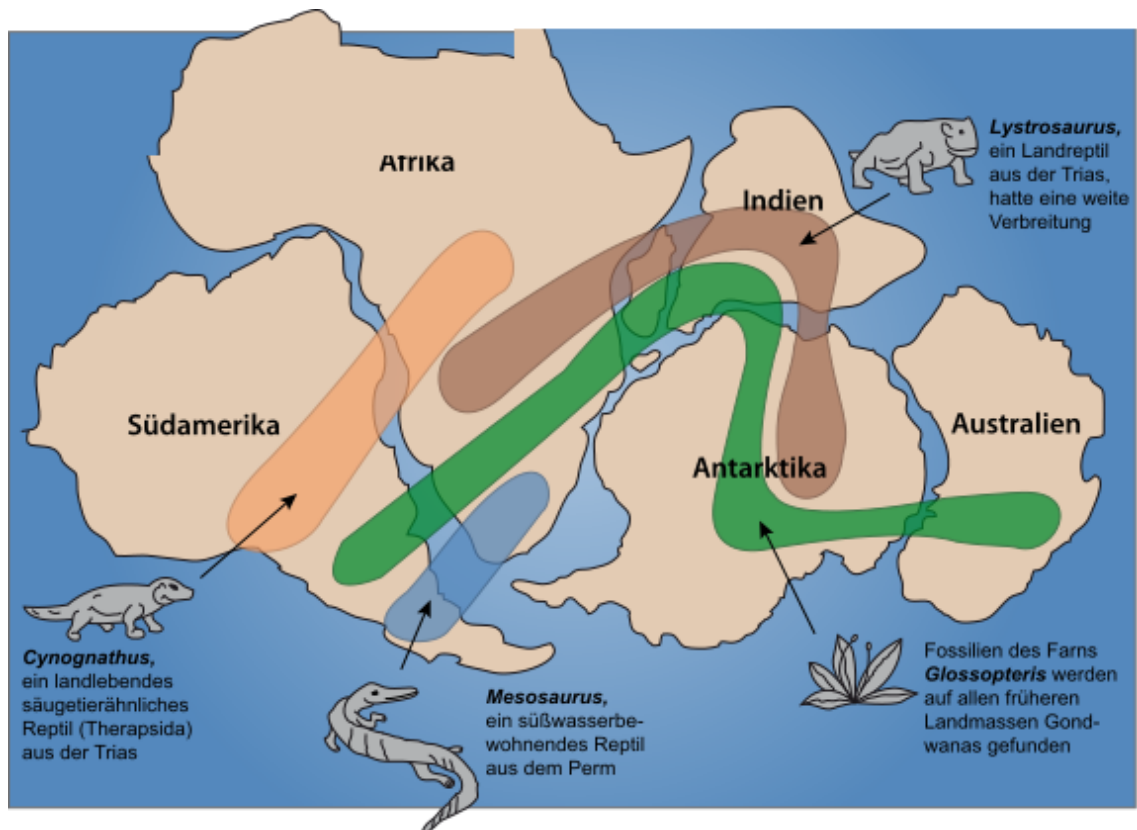 Afrika
Indien
Südamerika
Antarktika
Australien
Lystrosaurus,
ein Landreptil
aus der Trias,
hatte eine weite
Verbreitung
Cynognathus,
ein landlebendes
säugetierähnliches
Reptil (Therapsida)
aus der Trias
Mesosaurus,
ein süßwasserbe-
wohnendes Reptil
aus dem Perm
Fossilien des Farns
Glossopteris werden
auf allen früheren
Landmassen Gond-
wanas gefunden